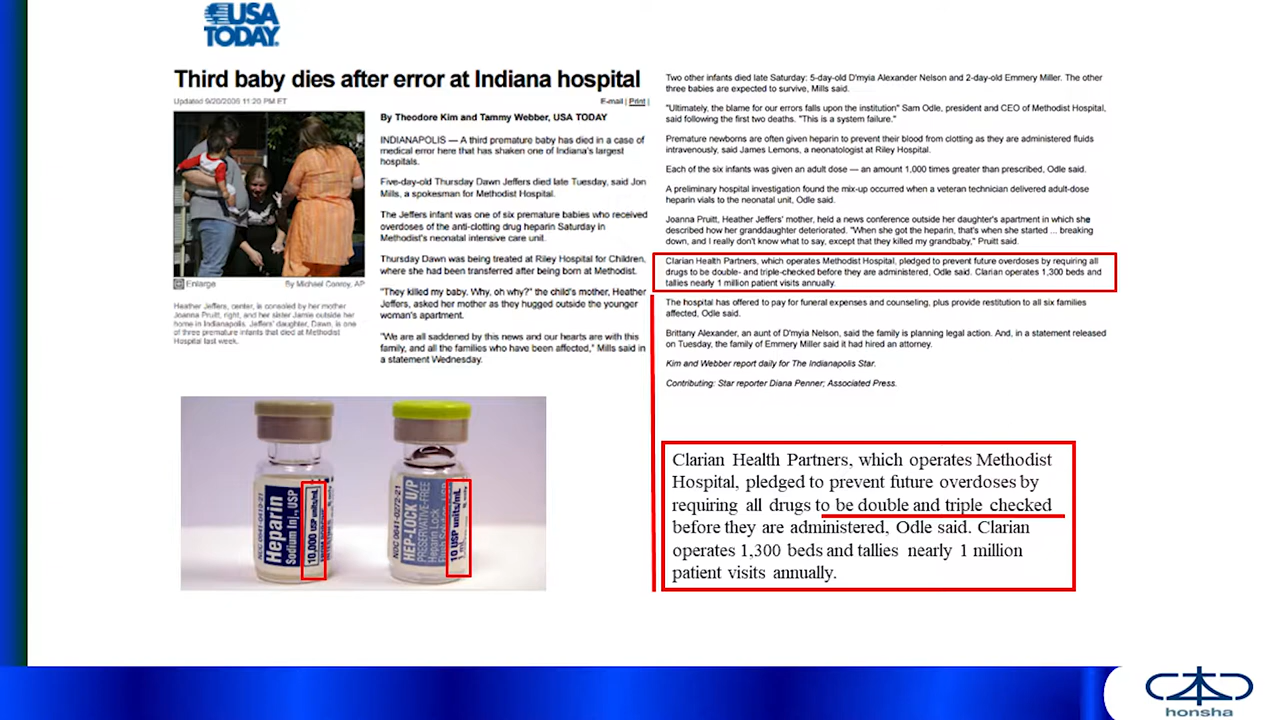 USA
TODAY.
Third baby dies after error at Indiana hospital
Updated 9/20/2006 11:20 PM ET
E-mail | Print |
By Michael Conroy, AP
Enlarge
Heather Jeffers, center, is consoled by her mother
Joanna Pruitt, right, and her sister Jamie outside her
home in Indianapolis. Jeffers' daughter, Dawn, is one
of three premature infants that died at Methodist
Hospital last week.
By Theodore Kim and Tammy Webber, USA TODAY
INDIANAPOLIS — A third premature baby has died in a case of
medical error here that has shaken one of Indiana's largest
hospitals.
Five-day-old Thursday Dawn Jeffers died late Tuesday, said Jon
Mills, a spokesman for Methodist Hospital.
The Jeffers infant was one of six premature babies who received
overdoses of the anti-clotting drug heparin Saturday in
Methodist's neonatal intensive care unit.
Thursday Dawn was being treated at Riley Hospital for Children,
where she had been transferred after being born at Methodist.
"They killed my baby. Why, oh why?" the child's mother, Heather
Jeffers, asked her mother as they hugged outside the younger
woman's apartment.
"We are all saddened by this news and our hearts are with this
family, and all the families who have been affected," Mills said in
a statement Wednesday.
Two other infants died late Saturday: 5-day-old D'myia Alexander Nelson and 2-day-old Emmery Miller. The other
three babies are expected to survive, Mills said.
"Ultimately, the blame for our errors falls upon the institution" Sam Odle, president and CEO of Methodist Hospital,
said following the first two deaths. "This is a system failure."
Premature newborns are often given heparin to prevent their blood from clotting as they are administered fluids
intravenously, said James Lemons, a neonatologist at Riley Hospital.
Each of the six infants was given an adult dose — an amount 1,000 times greater than prescribed, Odle said.
A preliminary hospital investigation found the mix-up occurred when a veteran technician delivered adult-dose
heparin vials to the neonatal unit, Odle said.
Joanna Pruitt, Heather Jeffers' mother, held a news conference outside her daughter's apartment in which she
described how her granddaughter deteriorated. "When she got the heparin, that's when she started ... breaking
down, and I really don't know what to say, except that they killed my grandbaby," Pruitt said.
Clarian Health Partners, which operates Methodist Hospital, pledged to prevent future overdoses by requiring all
drugs to be double- and triple-checked before they are administered, Odle said. Clarian operates 1,300 beds and
tallies nearly 1 million patient visits annually.
The hospital has offered to pay for funeral expenses and counseling, plus provide restitution to all six families
affected, Odle said.
Brittany Alexander, an aunt of D'myia Nelson, said the family is planning legal action. And, in a statement released
on Tuesday, the family of Emmery Miller said it had hired an attorney.
Kim and Webber report daily for The Indianapolis Star.
Contributing: Star reporter Diana Penner; Associated Press.
NDC 0641-0410-21
Heparin
Sodium Inj., USP
10,000 USP units/mL
NDC 0641-0272-21
HEP-LOCK U/P
PRESERVATIVE-FREE
Heparin Lock
10 USP units/mL
Clarian Health Partners, which operates Methodist
Hospital, pledged to prevent future overdoses by
requiring all drugs to be double and triple checked
before they are administered, Odle said. Clarian
operates 1,300 beds and tallies nearly 1 million
patient visits annually.
honsha